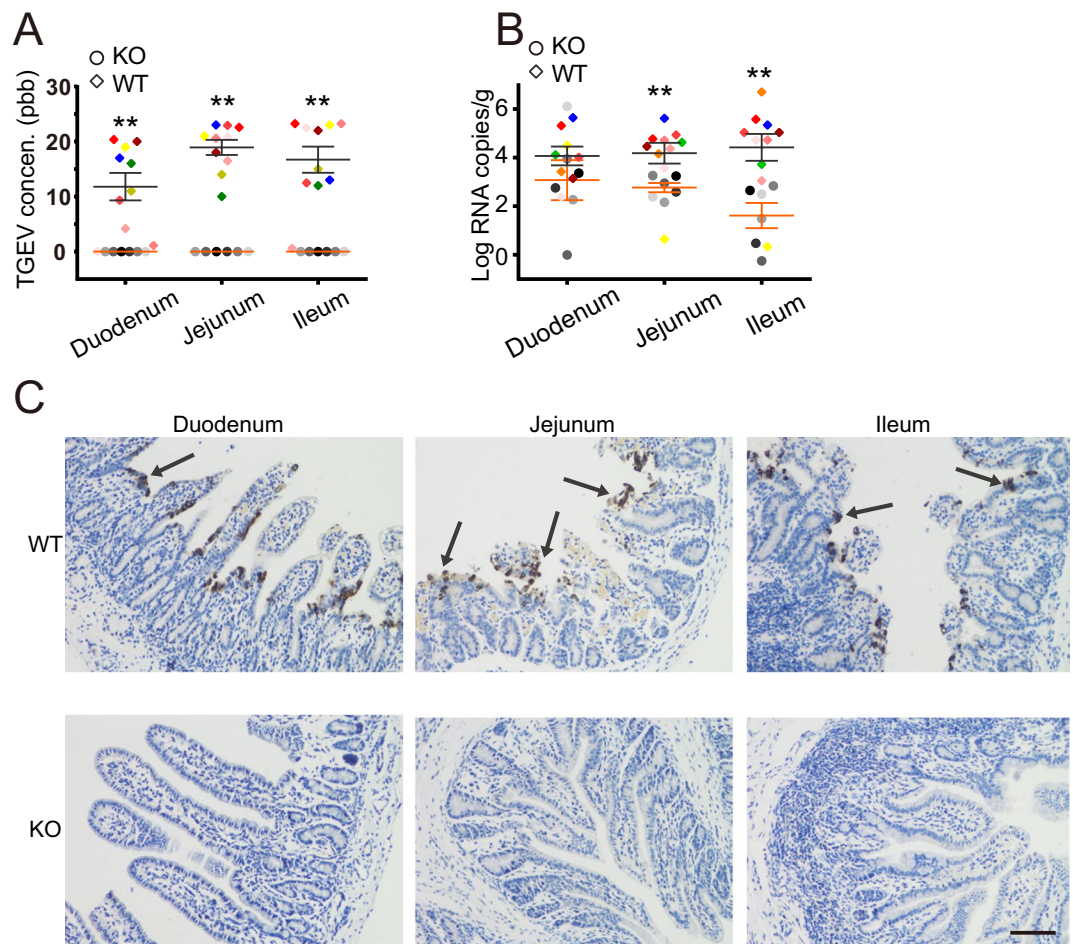 A
KO
WT
TGEV concen. (pbb)
30
20
10
0
** ** **
Duodenum Jejunum Ileum
B
KO
WT
Log RNA copies/g
6
4
2
0
** **
Duodenum Jejunum Ileum
C
Duodenum Jejunum Ileum
WT
KO